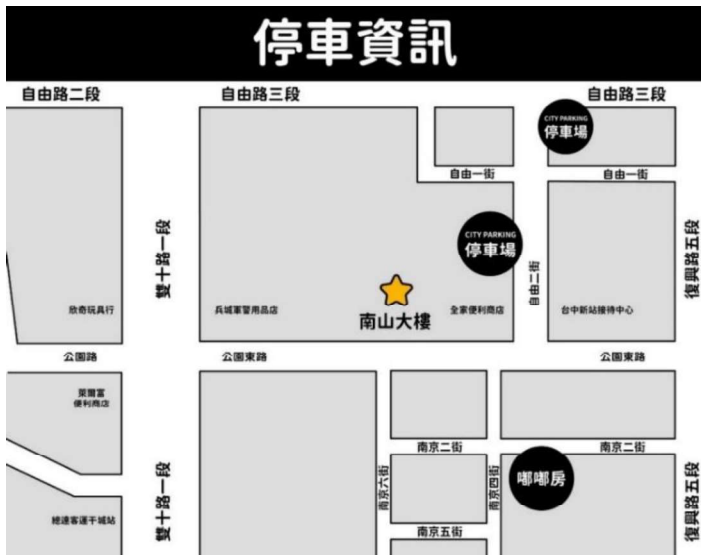 停車資訊
自由路二段
自由路三段
自由路三段
CITY PARKING
停車場
自由一街
自由一街
CITY PARKING
停車場
雙十路一段
自由二街
復興路五段
欣奇玩具行
兵城軍警用品店
南山大樓
全家便利商店
台中新站接待中心
公園路
公園東路
公園東路
萊爾富
便利商店
南京二街
南京二街
雙十路一段
南京六街
南京四街
嘟嘟房
復興路五段
總達客運干城站
南京五街